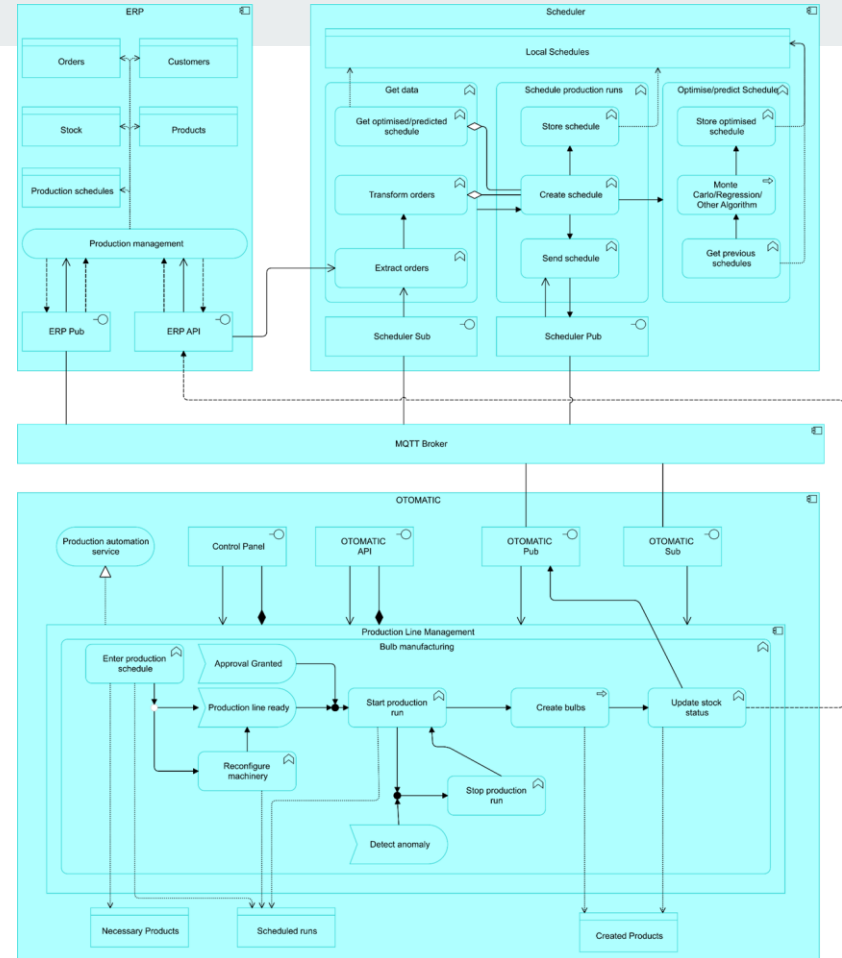 ERP
Orders
Customers
Stock
Products
Production schedules
Production management
ERP Pub
ERP API
Scheduler
Local Schedules
Get data
Get optimised/predicted
schedule
Transform orders
Extract orders
Scheduler Sub
Schedule production runs
Store schedule
Create schedule
Send schedule
Scheduler Pub
Optimise/predict Schedule
Store optimised
schedule
Monte
Carlo/Regression/
Other Algorithm
Get previous
schedules
MQTT Broker
OTOMATIC
Production automation
service
Control Panel
OTOMATIC
API
OTOMATIC
Pub
OTOMATIC
Sub
Production Line Management
Bulb manufacturing
Enter production
schedule
Approval Granted
Production line ready
Reconfigure
machinery
Start production
run
Create bulbs
Update stock
status
Stop production
run
Detect anomaly
Necessary Products
Scheduled runs
Created Products